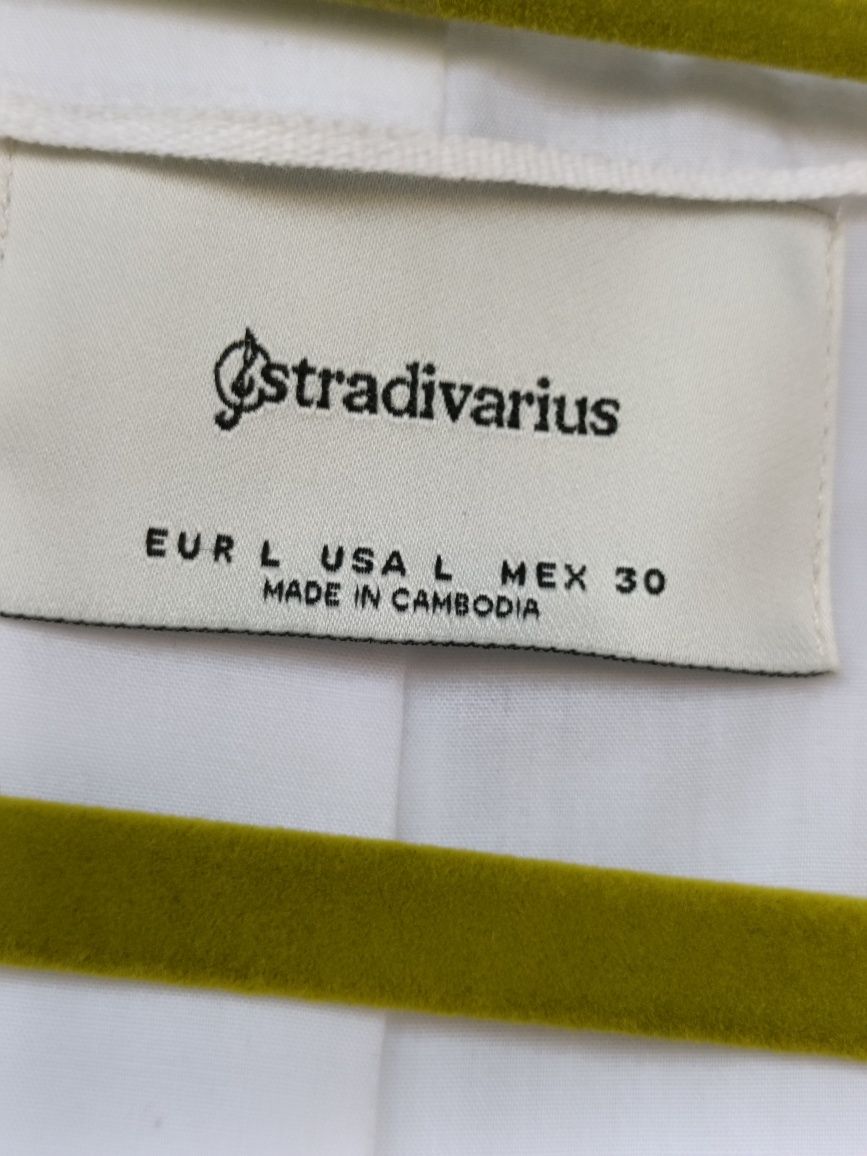 stradivarius
EUR L USA L MEX 30
MADE IN CAMBODIA